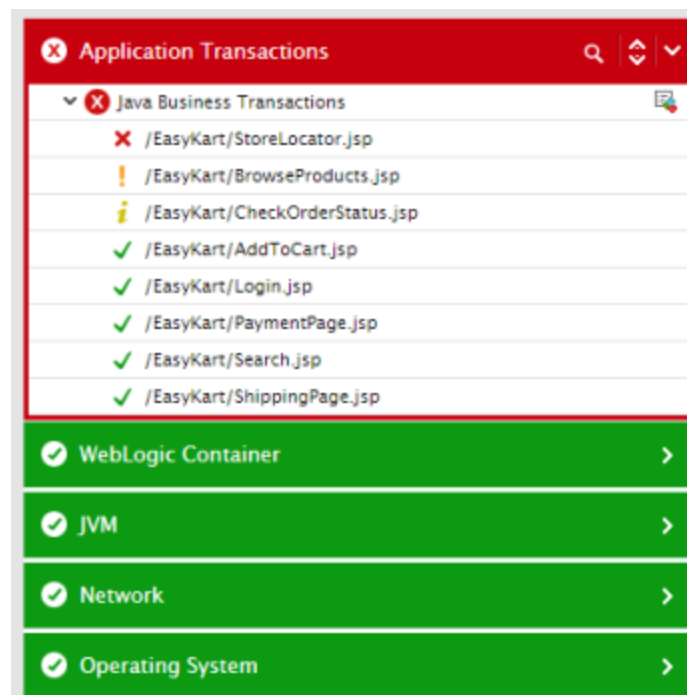 Application Transactions
Java Business Transactions
/EasyKart/StoreLocator.jsp
/EasyKart/BrowseProducts.jsp
/EasyKart/CheckOrderStatus.jsp
/EasyKart/AddToCart.jsp
/EasyKart/Login.jsp
/EasyKart/PaymentPage.jsp
/EasyKart/Search.jsp
/EasyKart/ShippingPage.jsp
WebLogic Container
JVM
Network
Operating System